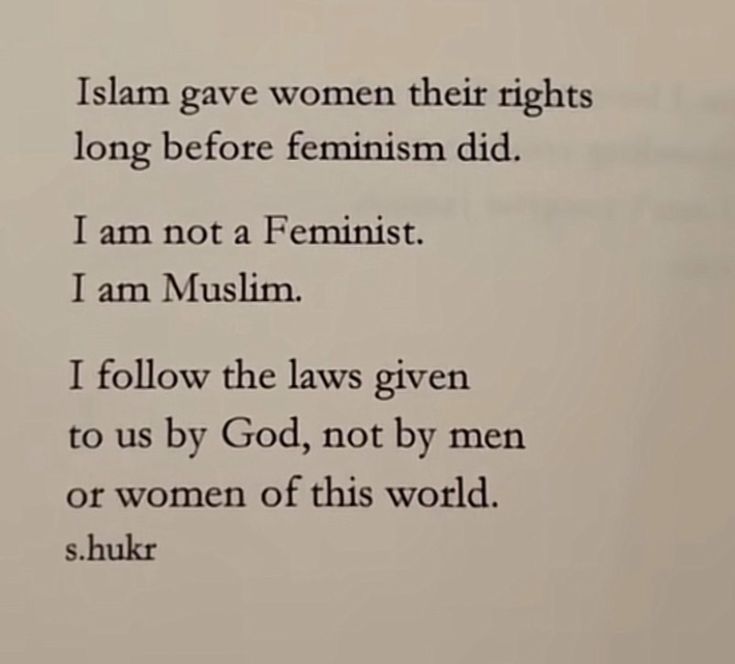 Islam gave women their rights
long before feminism did.
I am not a Feminist.
I am Muslim.
I follow the laws given
to us by God, not by men
or women of this world.
s.hukr